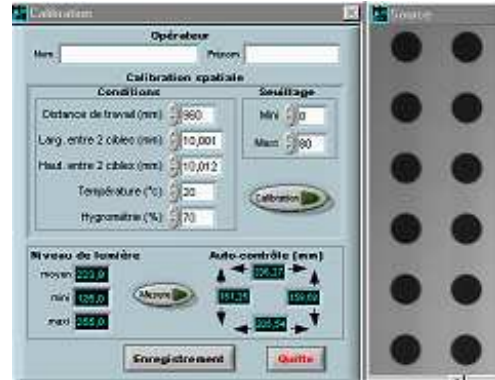 Calibration
Source
Opérateur
Nom
Prénom
Calibration spatiale
Conditions
Seuillage
Distance de travail (mm) 960
Mini 0
Larg. entre 2 cibles (mm) 10,001
Maxi 80
Haut. entre 2 cibles (mm) 10,012
Température (°c) 20
Calibration
Hygrométrie (%) 70
Niveau de lumière
Auto-contrôle (mm)
moyen 223,0
mini
Mesure
maxi 255,0
Enregistrement
Quitte